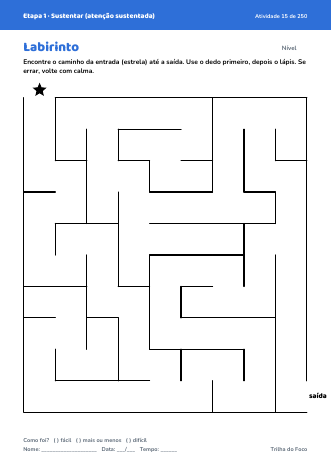 Etapa 1 · Sustentar (atenção sustentada)
Atividade 15 de 250
Labirinto
Nível
Encontre o caminho da entrada (estrela) até a saída. Use o dedo primeiro, depois o lápis. Se
errar, volte com calma.
saída
Como foi? ( ) fácil ( ) mais ou menos ( ) difícil
Nome: ____________________ Data: ___/___ Tempo: ______
Trilha do Foco